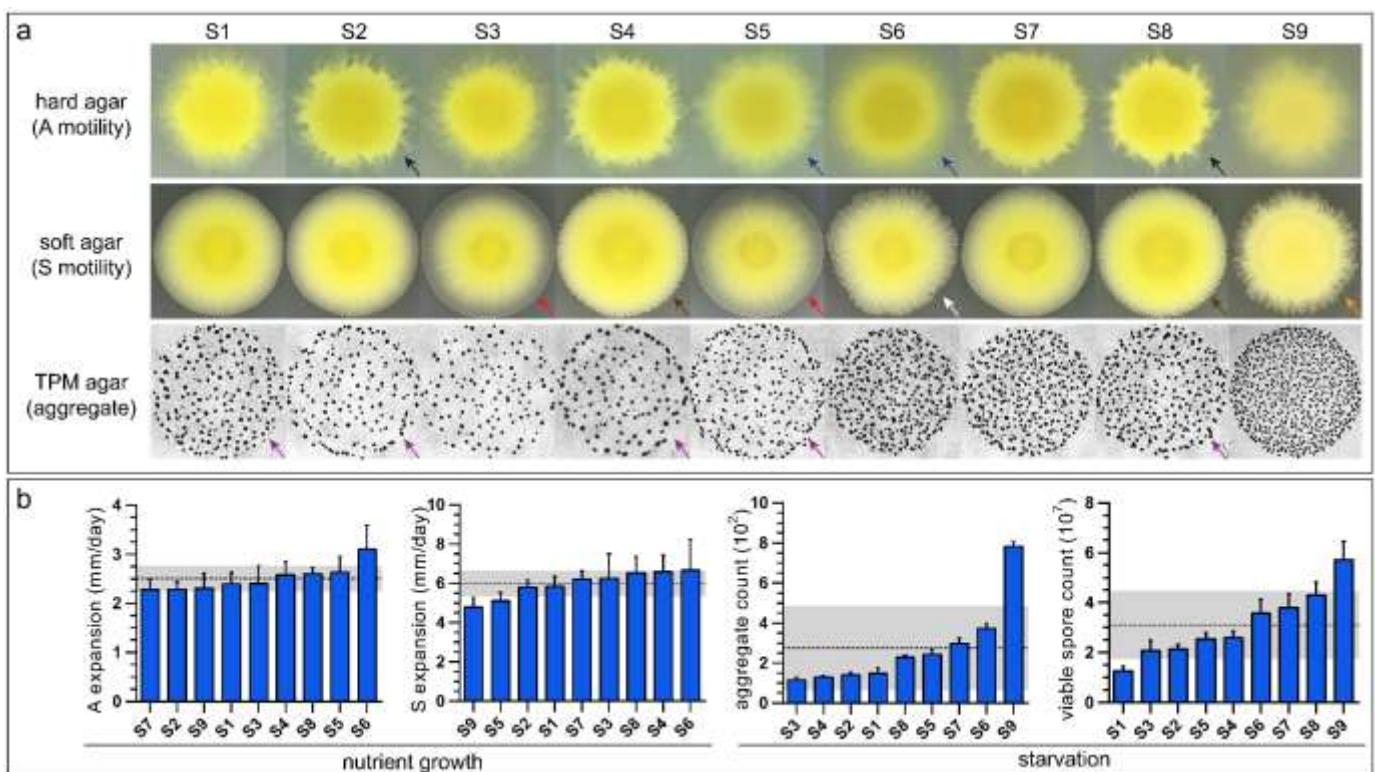 a
S1 S2 S3 S4 S5 S6 S7 S8 S9
hard agar
(A motility)
soft agar
(S motility)
TPM agar
(aggregate)
b
A expansion (mm/day)
4
3
2
1
0
S7 S2 S9 S1 S3 S4 S8 S5 S6
S expansion (mm/day)
10
8
6
4
2
0
S9 S5 S2 S1 S7 S3 S8 S4 S6
nutrient growth
aggregate count (10²)
10
8
6
4
2
0
S3 S4 S2 S1 S8 S5 S7 S6 S9
viable spore count (10⁷)
8
6
4
2
0
S1 S3 S2 S5 S4 S6 S7 S8 S9
starvation